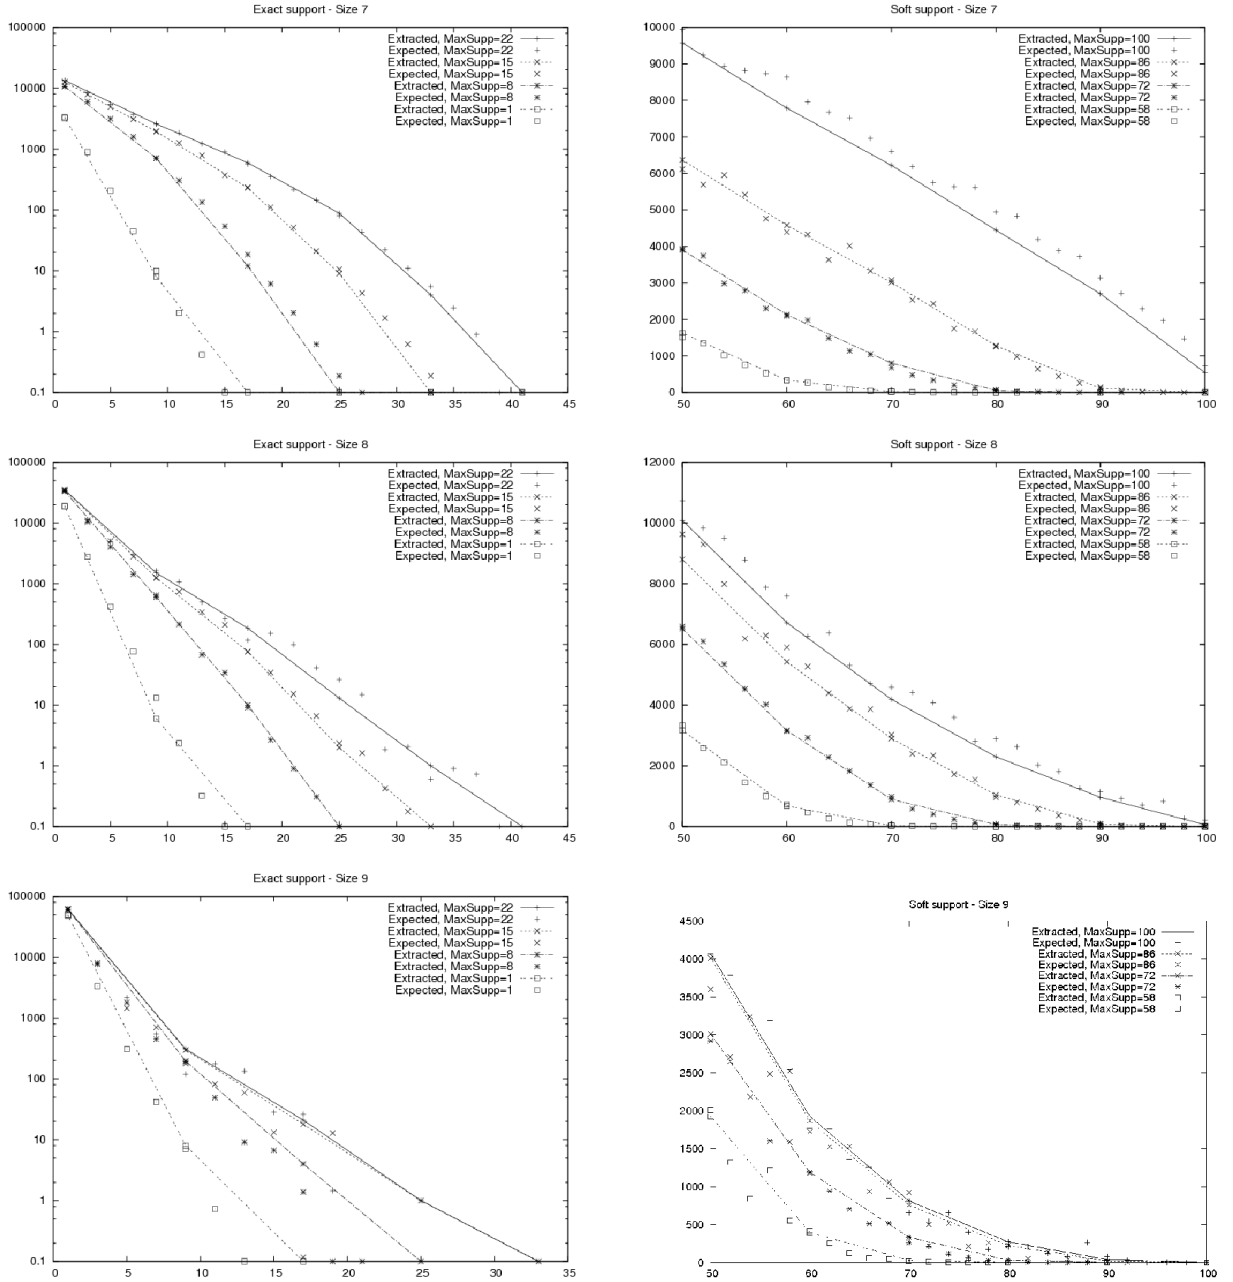 Exact support - Size 7
100000
10000
1000
100
10
1
0.1
0 5 10 15 20 25 30 35 40 45
Extracted, MaxSupp=22
Expected, MaxSupp=22
Extracted, MaxSupp=15
Expected, MaxSupp=15
Extracted, MaxSupp=8
Expected, MaxSupp=8
Extracted, MaxSupp=1
Expected, MaxSupp=1
Soft support - Size 7
10000
9000
8000
7000
6000
5000
4000
3000
2000
1000
0
50 60 70 80 90 100
Extracted, MaxSupp=100
Expected, MaxSupp=100
Extracted, MaxSupp=86
Expected, MaxSupp=86
Extracted, MaxSupp=72
Expected, MaxSupp=72
Extracted, MaxSupp=58
Expected, MaxSupp=58
Exact support - Size 8
100000
10000
1000
100
10
1
0.1
0 5 10 15 20 25 30 35 40 45
Extracted, MaxSupp=22
Expected, MaxSupp=22
Extracted, MaxSupp=15
Expected, MaxSupp=15
Extracted, MaxSupp=8
Expected, MaxSupp=8
Extracted, MaxSupp=1
Expected, MaxSupp=1
Soft support - Size 8
12000
10000
8000
6000
4000
2000
0
50 60 70 80 90 100
Extracted, MaxSupp=100
Expected, MaxSupp=100
Extracted, MaxSupp=86
Expected, MaxSupp=86
Extracted, MaxSupp=72
Expected, MaxSupp=72
Extracted, MaxSupp=58
Expected, MaxSupp=58
Exact support - Size 9
100000
10000
1000
100
10
1
0.1
0 5 10 15 20 25 30 35
Extracted, MaxSupp=22
Expected, MaxSupp=22
Extracted, MaxSupp=15
Expected, MaxSupp=15
Extracted, MaxSupp=8
Expected, MaxSupp=8
Extracted, MaxSupp=1
Expected, MaxSupp=1
Soft support - Size 9
4500
4000
3500
3000
2500
2000
1500
1000
500
0
50 60 70 80 90 100
Extracted, MaxSupp=100
Expected, MaxSupp=100
Extracted, MaxSupp=86
Expected, MaxSupp=86
Extracted, MaxSupp=72
Expected, MaxSupp=72
Extracted, MaxSupp=58
Expected, MaxSupp=58